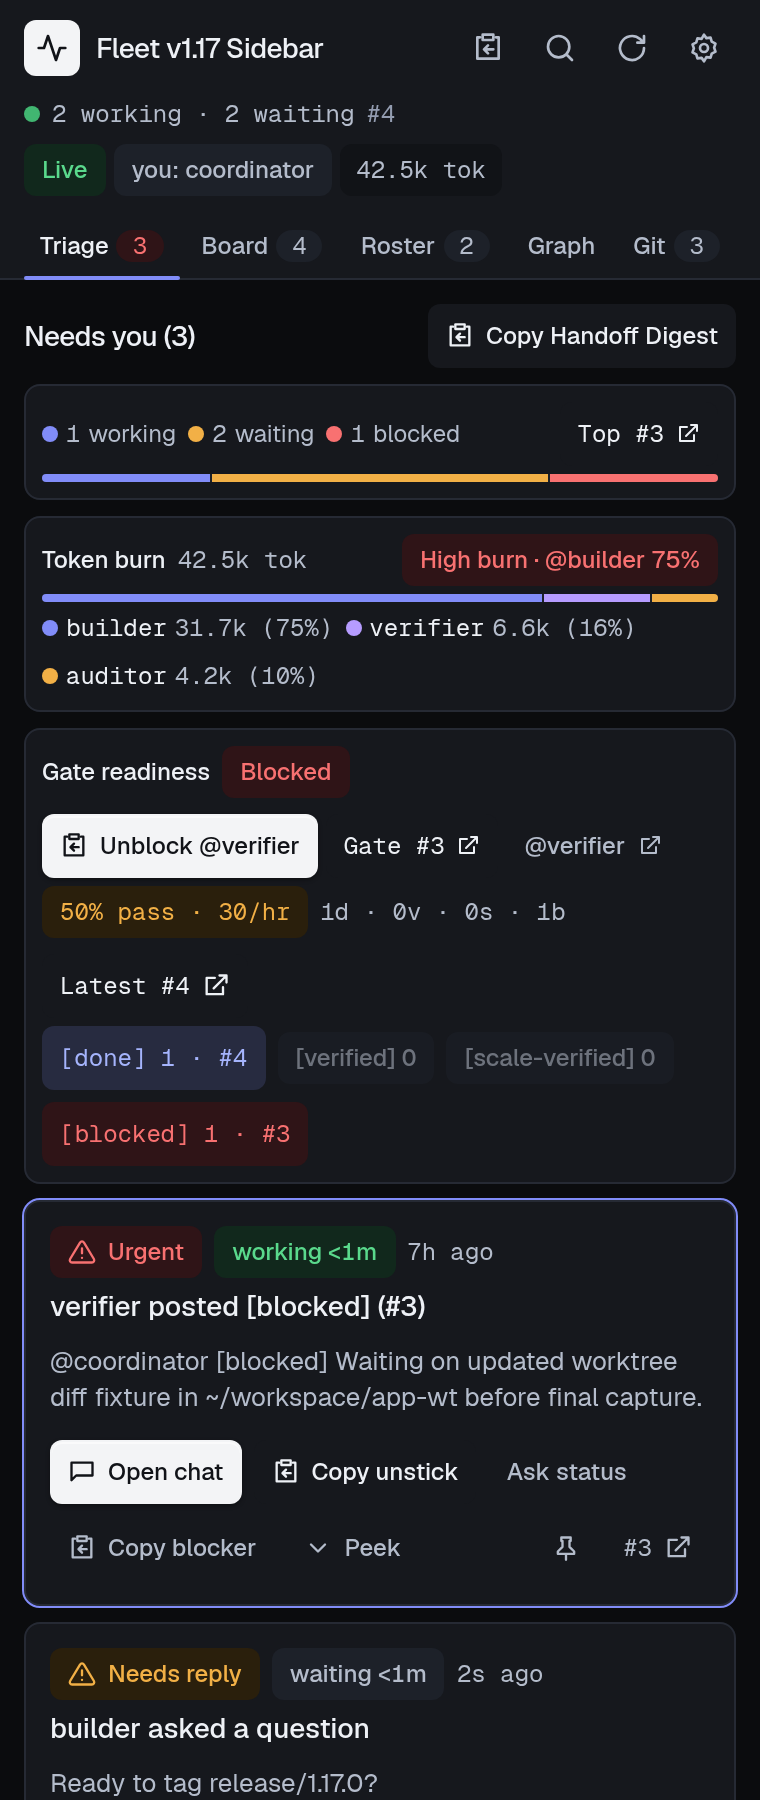 Fleet v1.17 Sidebar
2 working · 2 waiting #4
Live you: coordinator 42.5k tok
Triage 3 Board 4 Roster 2 Graph Git 3
Needs you (3) Copy Handoff Digest
1 working 2 waiting 1 blocked Top #3
Token burn 42.5k tok High burn · @builder 75%
builder 31.7k (75%) verifier 6.6k (16%)
auditor 4.2k (10%)
Gate readiness Blocked
Unblock @verifier Gate #3 @verifier
50% pass · 30/hr 1d · 0v · 0s · 1b
Latest #4
[done] 1 · #4 [verified] 0 [scale-verified] 0
[blocked] 1 · #3
Urgent working <1m 7h ago
verifier posted [blocked] (#3)
@coordinator [blocked] Waiting on updated worktree
diff fixture in ~/workspace/app-wt before final capture.
Open chat Copy unstick Ask status
Copy blocker Peek #3
Needs reply waiting <1m 2s ago
builder asked a question
Ready to tag release/1.17.0?